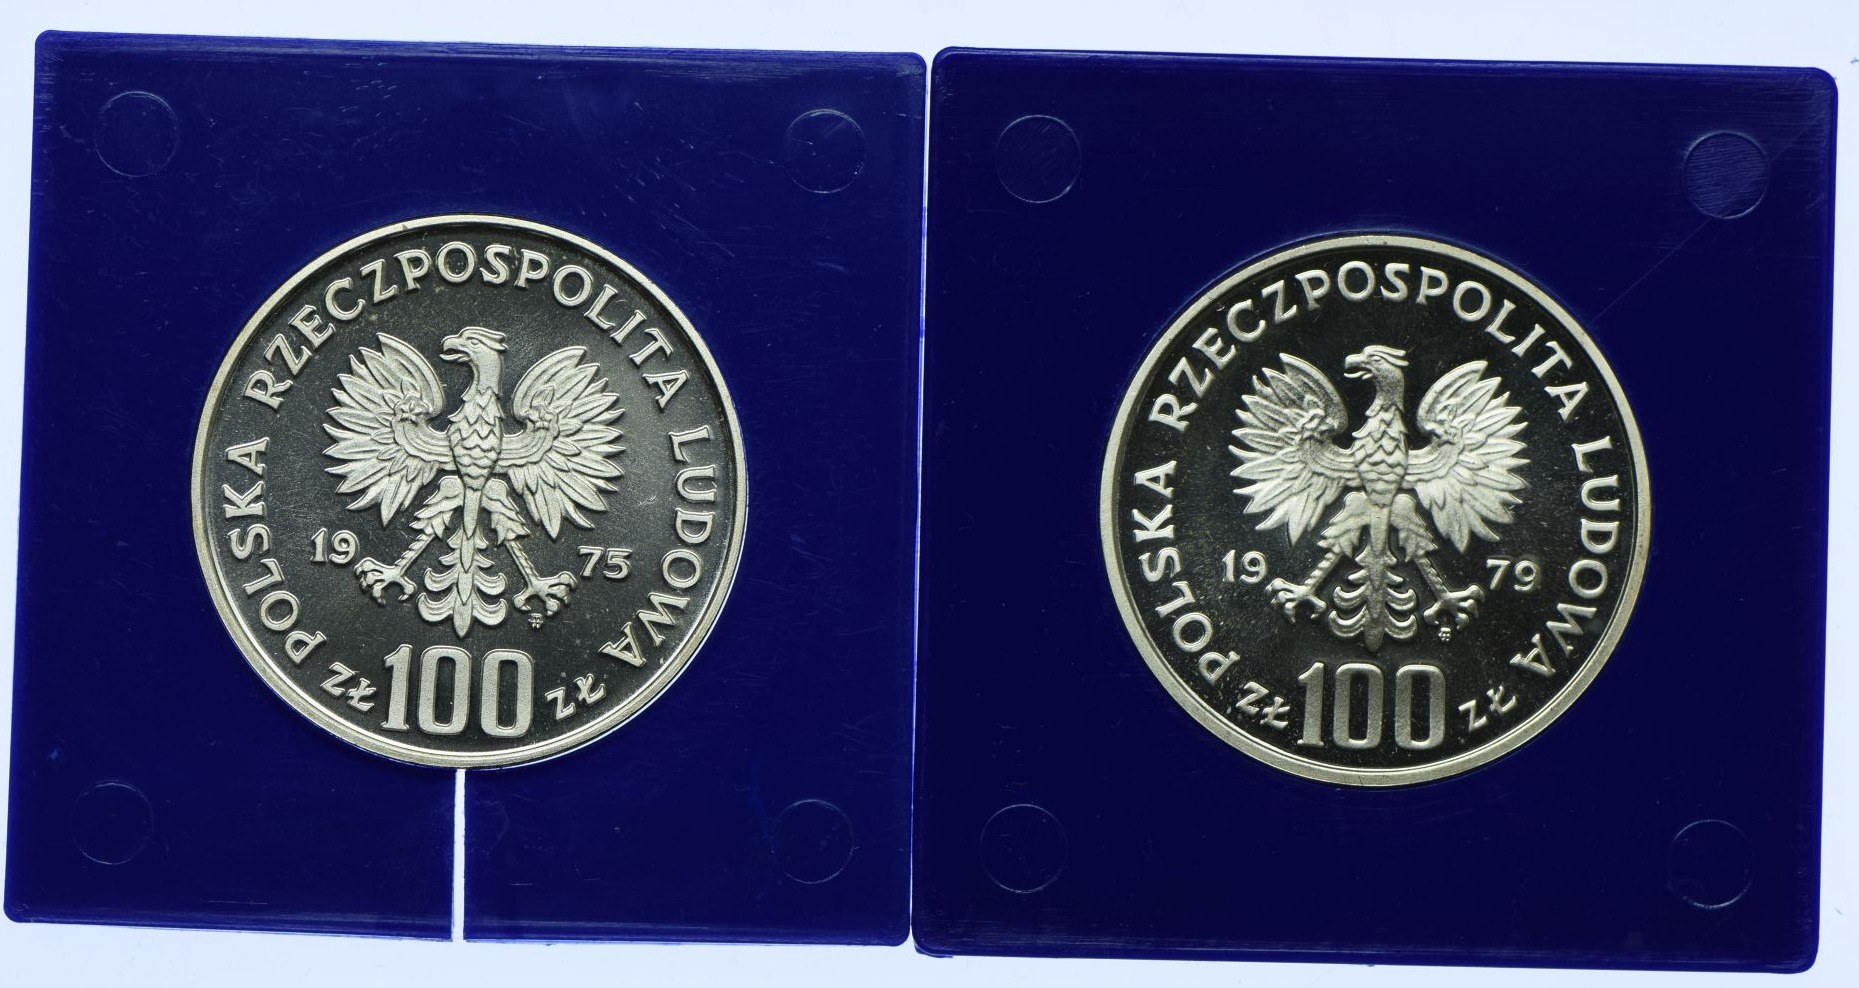 POLSKA RZECZPOSPOLITA LUDOWA
19 75
ZŁ 100 ZŁ
POLSKA RZECZPOSPOLITA LUDOWA
19 79
ZŁ 100 ZŁ